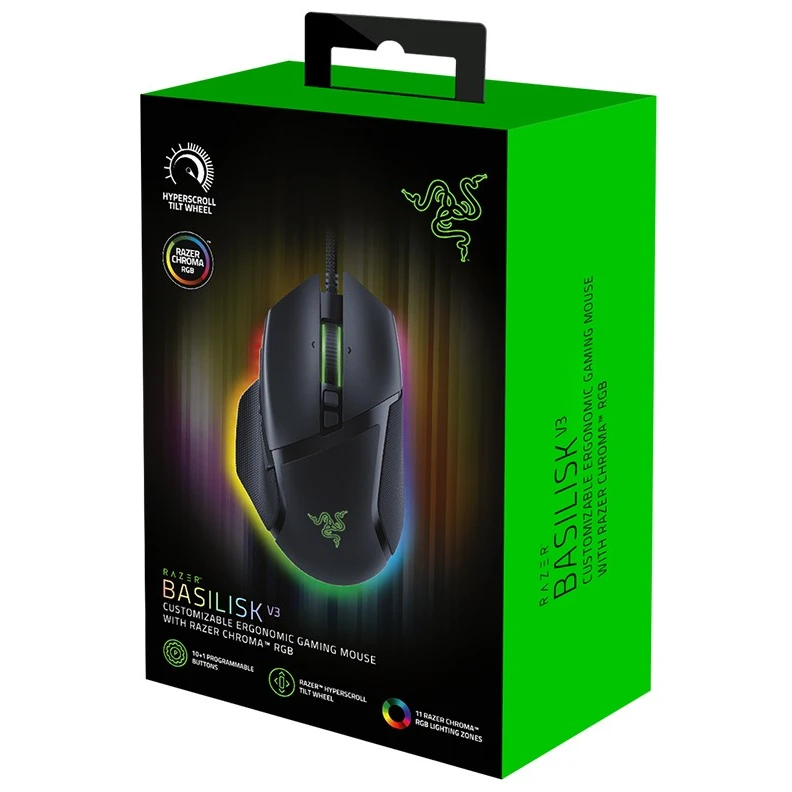 HYPERSCROLL
TILT WHEEL
RAZER
CHROMA™
RGB
RAZER™
BASILISK V3
CUSTOMIZABLE ERGONOMIC GAMING MOUSE
WITH RAZER CHROMA™ RGB
P
10+1 PROGRAMMABLE
BUTTONS
RAZER™ HYPERSCROLL
TILT WHEEL
11 RAZER CHROMA™
RGB LIGHTING ZONES
RAZER
BASILISK V3
CUSTOMIZABLE ERGONOMIC GAMING MOUSE
WITH RAZER CHROMA™ RGB